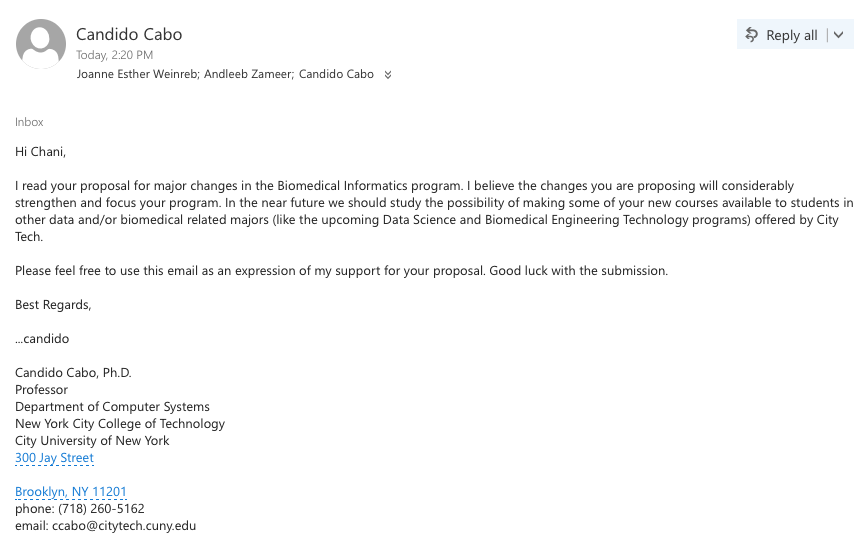 Candido Cabo
Today, 2:20 PM
Joanne Esther Weinreb; Andleeb Zameer; Candido Cabo
Reply all
Inbox
Hi Chani,
I read your proposal for major changes in the Biomedical Informatics program. I believe the changes you are proposing will considerably
strengthen and focus your program. In the near future we should study the possibility of making some of your new courses available to students in
other data and/or biomedical related majors (like the upcoming Data Science and Biomedical Engineering Technology programs) offered by City
Tech.
Please feel free to use this email as an expression of my support for your proposal. Good luck with the submission.
Best Regards,
...candido
Candido Cabo, Ph.D.
Professor
Department of Computer Systems
New York City College of Technology
City University of New York
300 Jay Street
Brooklyn, NY 11201
phone: (718) 260-5162
email: ccabo@citytech.cuny.edu